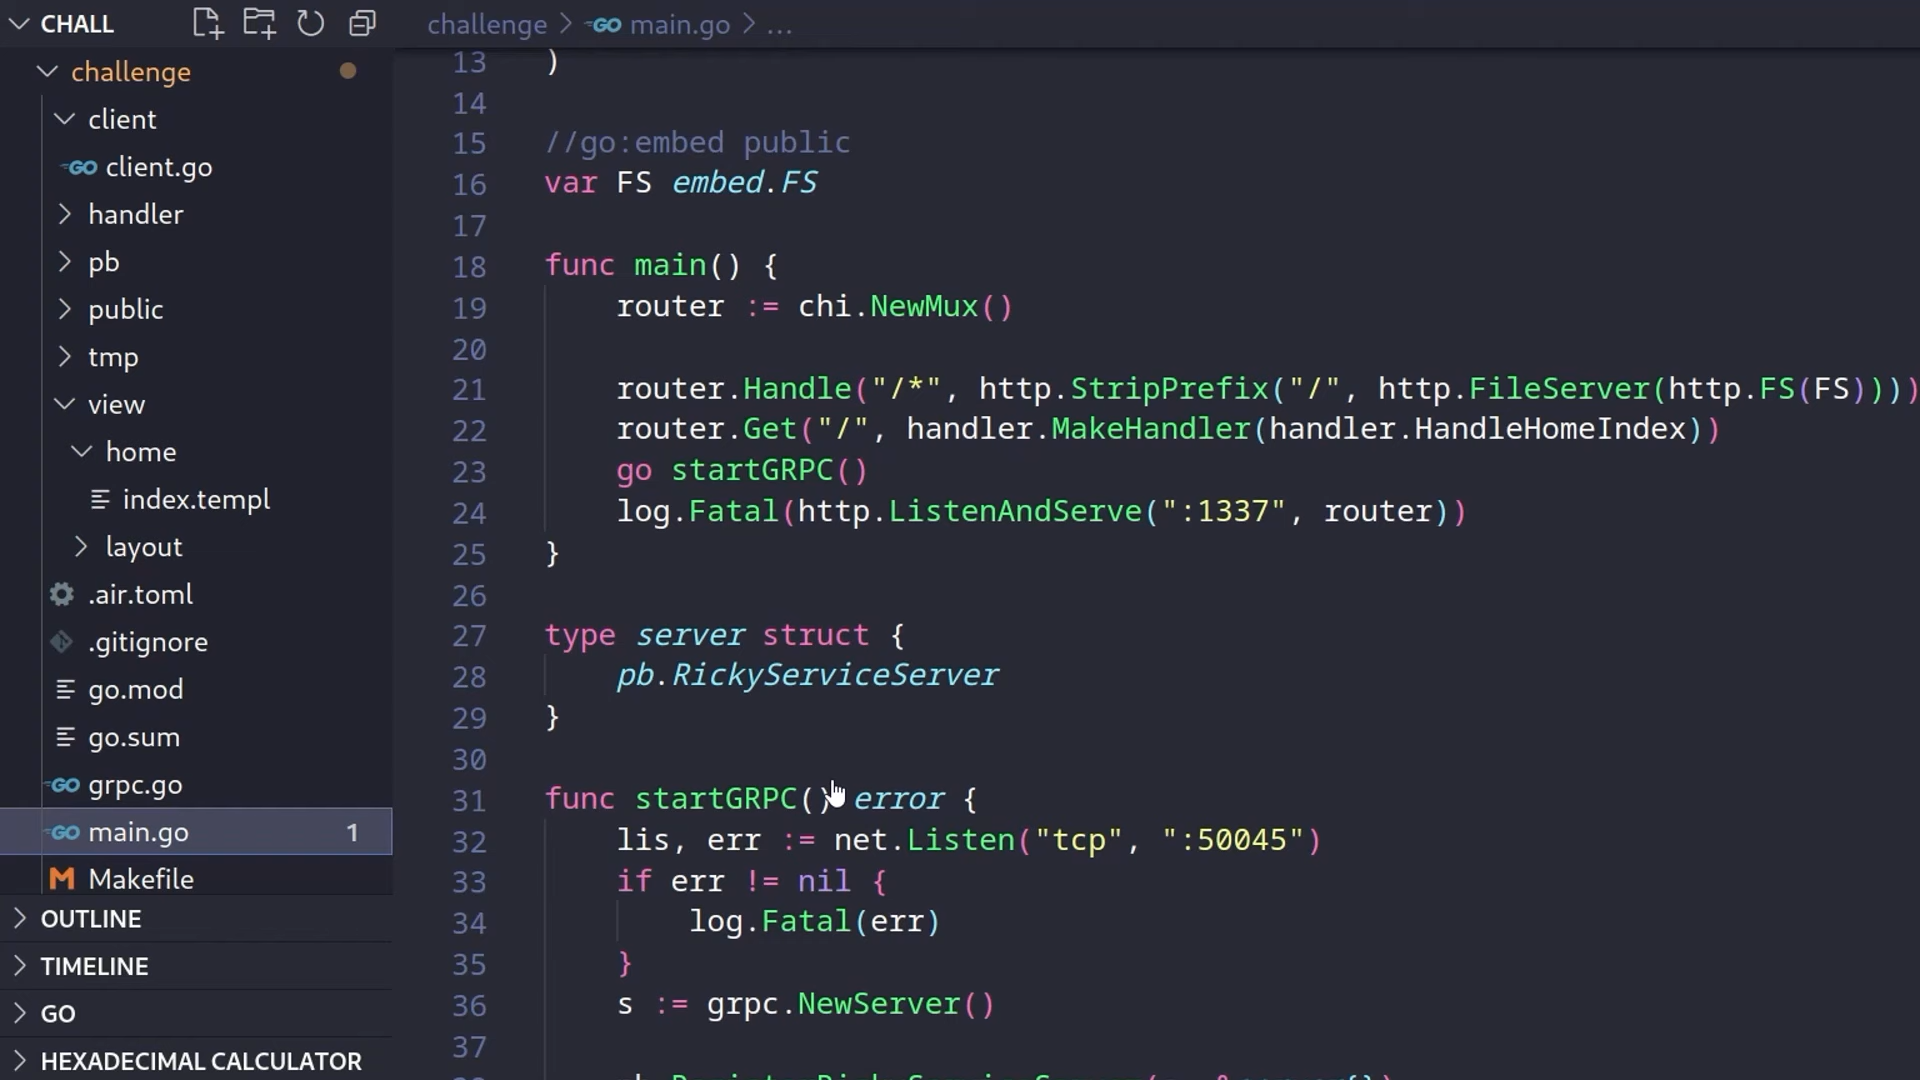 CHALL
challenge
client
GO client.go
handler
pb
public
tmp
view
home
index.templ
layout
.air.toml
.gitignore
go.mod
go.sum
GO grpc.go
GO main.go 1
M Makefile
OUTLINE
TIMELINE
GO
HEXADECIMAL CALCULATOR
challenge > GO main.go > ...
13 )
14
15 //go:embed public
16 var FS embed.FS
17
18 func main() {
19 router := chi.NewMux()
20
21 router.Handle("/*", http.StripPrefix("/", http.FileServer(http.FS(FS))))
22 router.Get("/", handler.MakeHandler(handler.HandleHomeIndex))
23 go startGRPC()
24 log.Fatal(http.ListenAndServe(":1337", router))
25 }
26
27 type server struct {
28 pb.RickyServiceServer
29 }
30
31 func startGRPC() error {
32 lis, err := net.Listen("tcp", ":50045")
33 if err != nil {
34 log.Fatal(err)
35 }
36 s := grpc.NewServer()
37